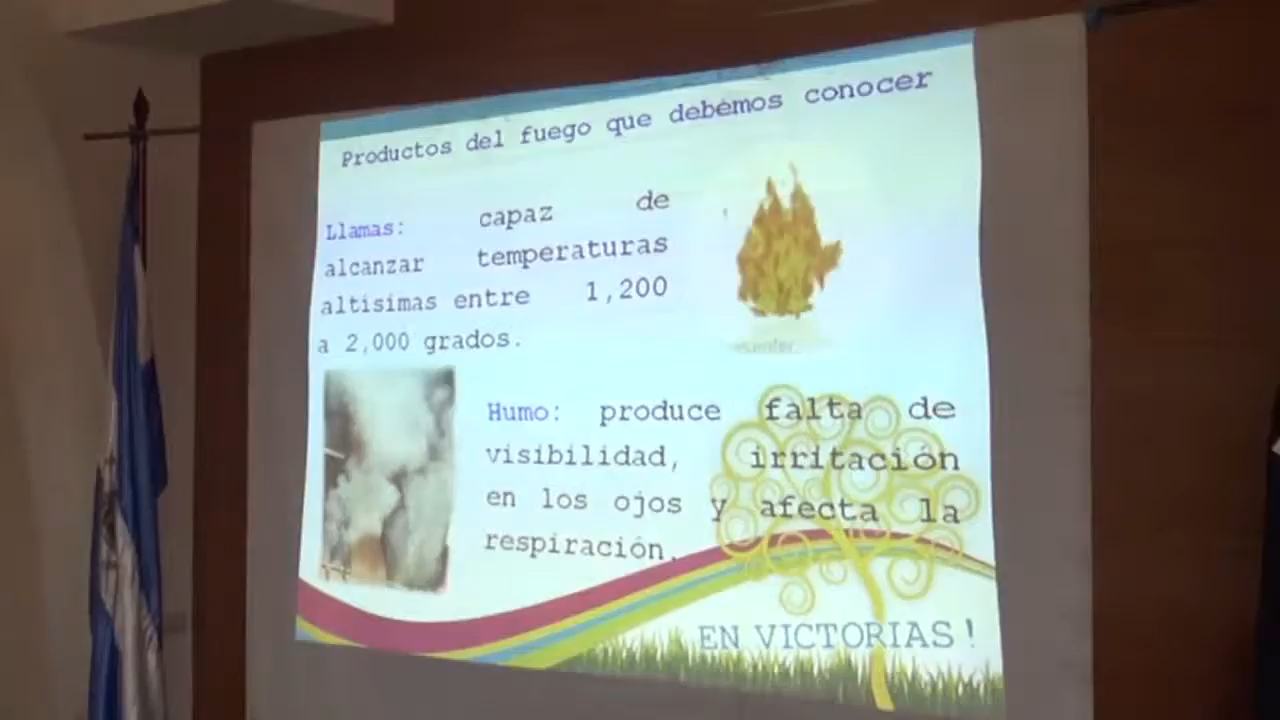 Productos del fuego que debemos conocer
Llamas: capaz de
alcanzar temperaturas
altisimas entre 1,200
a 2,000 grados.
Humo: produce falta de
visibilidad, irritación
en los ojos y afecta la
respiración.
EN VICTORIAS!